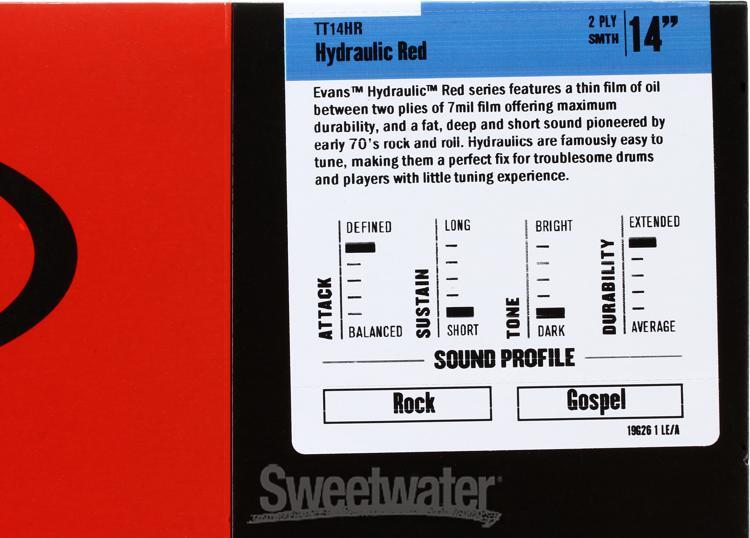 TT14HR
Hydraulic Red
2 PLY
SMTH
14”
Evans™ Hydraulic™ Red series features a thin film of oil
between two plies of 7mil film offering maximum
durability, and a fat, deep and short sound pioneered by
early 70's rock and roll. Hydraulics are famously easy to
tune, making them a perfect fix for troublesome drums
and players with little tuning experience.
ATTACK
DEFINED
BALANCED
SUSTAIN
LONG
SHORT
TONE
BRIGHT
DARK
DURABILITY
EXTENDED
AVERAGE
SOUND PROFILE
Rock
Gospel
19626 1 LE/A
Sweetwater